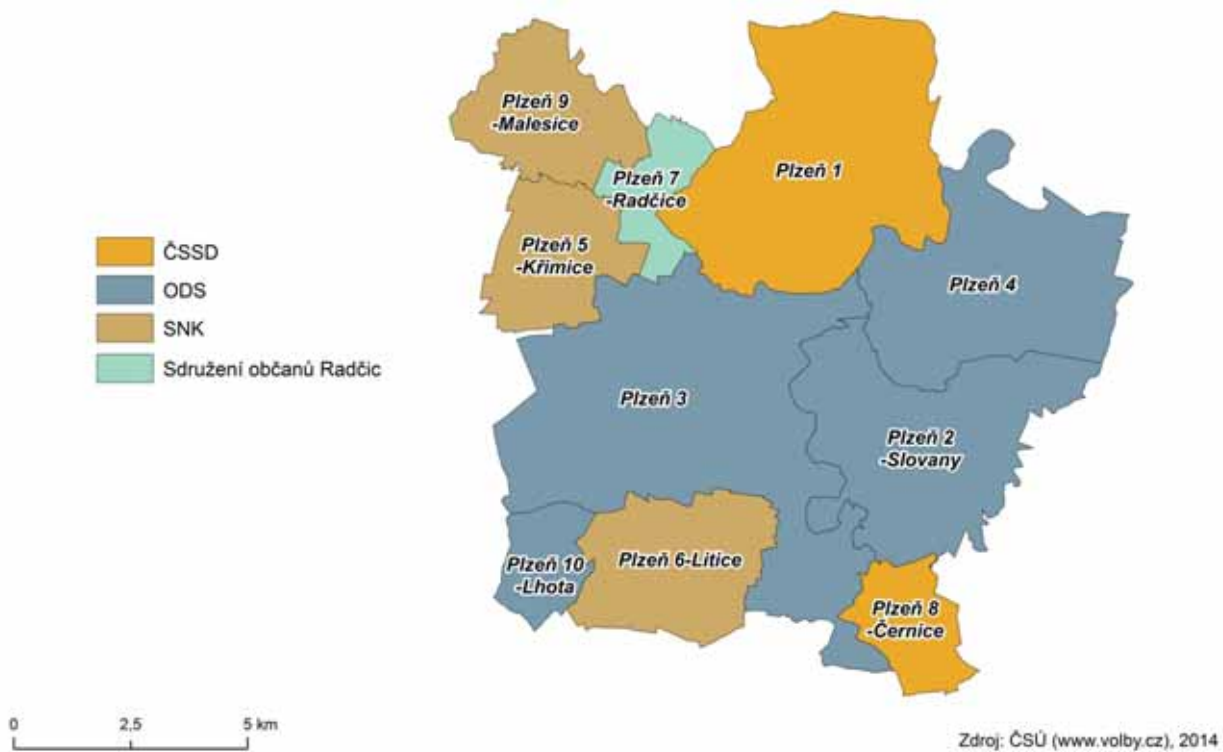 Plzeň 9
-Malesice
Plzeň 7
-Radčice
Plzeň 1
Plzeň 5
-Křimice
Plzeň 4
ČSSD
ODS
SNK
Sdružení občanů Radčic
Plzeň 3
Plzeň 2
-Slovany
Plzeň 10
-Lhota
Plzeň 6-Litice
Plzeň 8
-Černice
0 2,5 5 km
Zdroj: ČSÚ (www.volby.cz), 2014